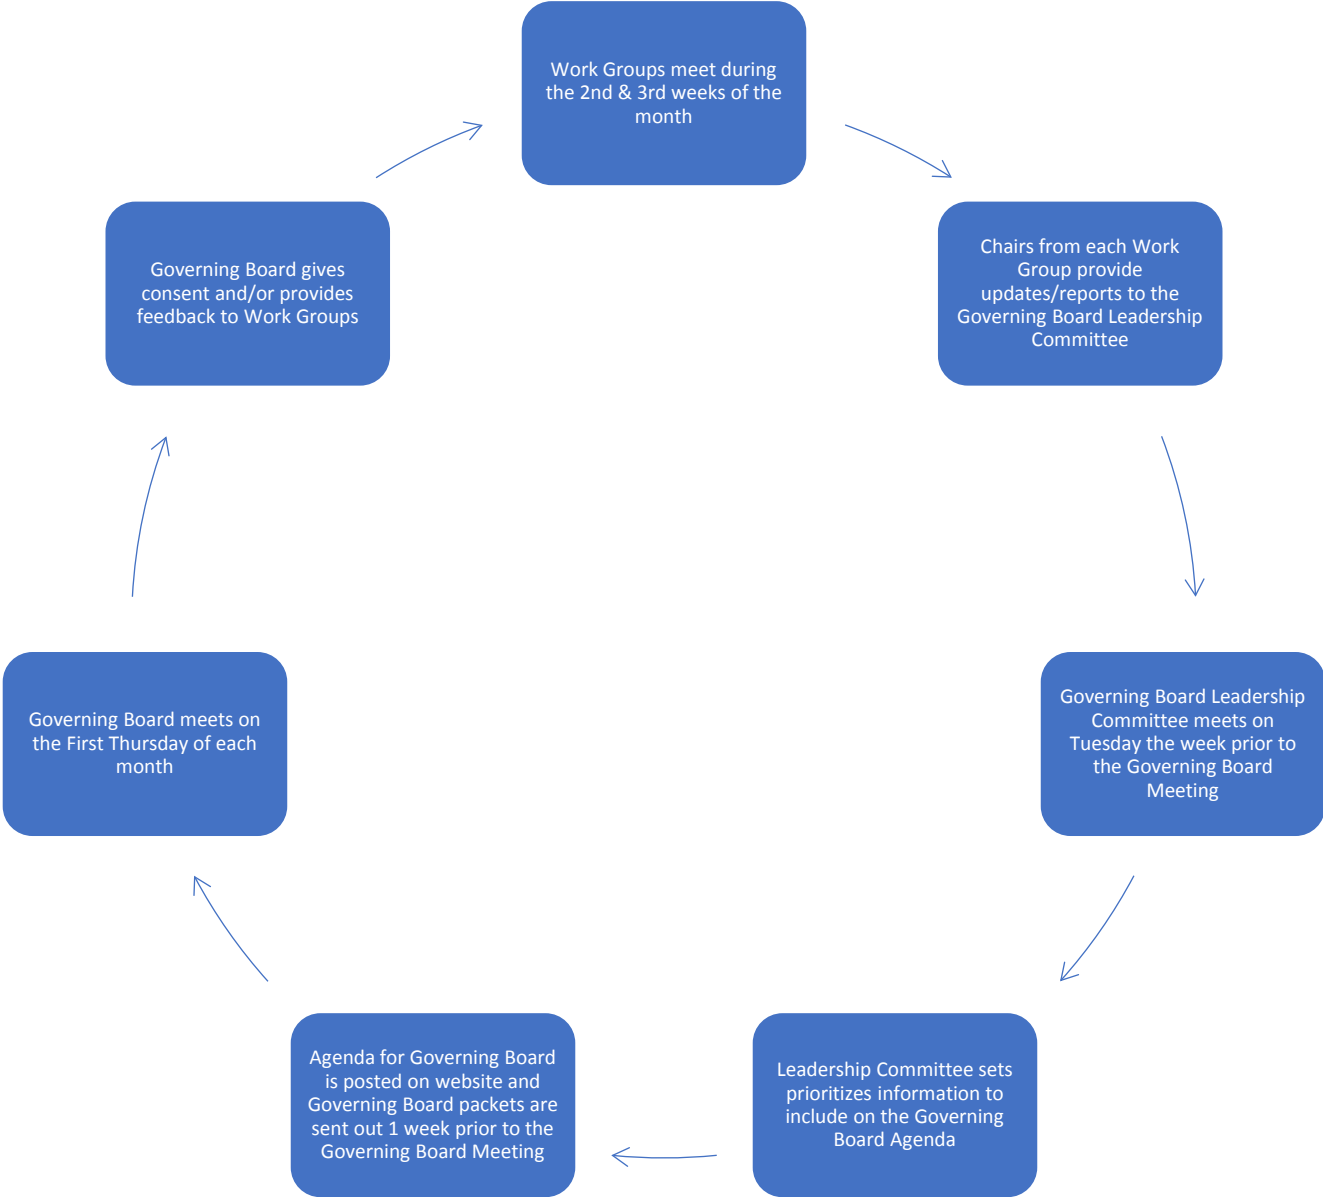 Work Groups meet during
the 2nd & 3rd weeks of the
month
Chairs from each Work
Group provide
updates/reports to the
Governing Board Leadership
Committee
Governing Board Leadership
Committee meets on
Tuesday the week prior to
the Governing Board
Meeting
Leadership Committee sets
prioritizes information to
include on the Governing
Board Agenda
Agenda for Governing Board
is posted on website and
Governing Board packets are
sent out 1 week prior to the
Governing Board Meeting
Governing Board meets on
the First Thursday of each
month
Governing Board gives
consent and/or provides
feedback to Work Groups